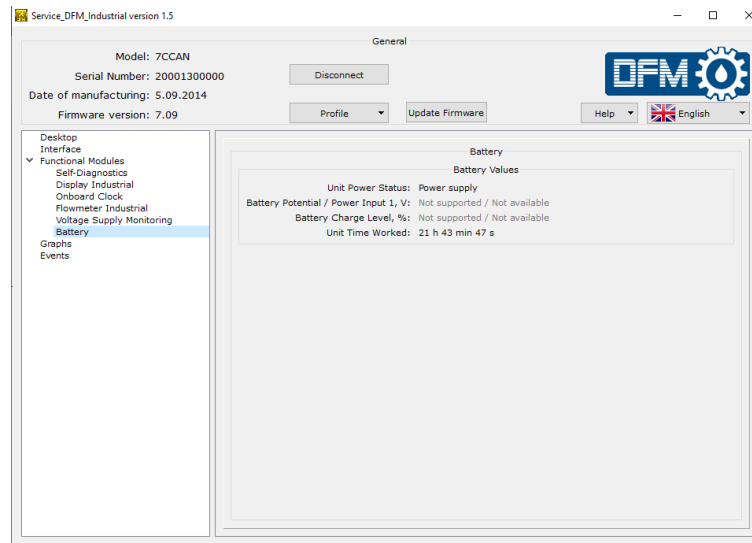 Service_DFM_Industrial version 1.5
General
Model: 7CCAN
Serial Number: 20001300000
Date of manufacturing: 5.09.2014
Firmware version: 7.09
Disconnect
Profile
Update Firmware
DFM
Help
English
Desktop
Interface
Functional Modules
Self-Diagnostics
Display Industrial
Onboard Clock
Flowmeter Industrial
Voltage Supply Monitoring
Battery
Graphs
Events
Battery
Battery Values
Unit Power Status: Power supply
Battery Potential / Power Input 1, V: Not supported / Not available
Battery Charge Level, %: Not supported / Not available
Unit Time Worked: 21 h 43 min 47 s